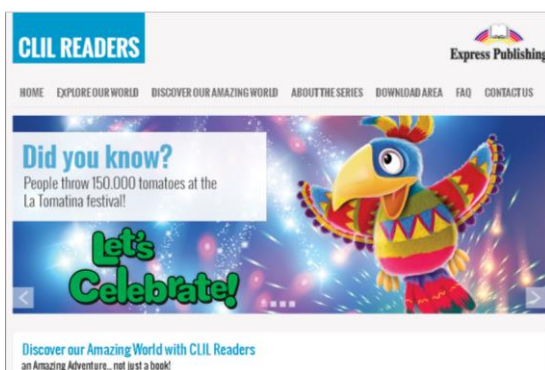 CLIL READERS
Express Publishing
HOME EXPLORE OUR WORLD DISCOVER OUR AMAZING WORLD ABOUT THE SERIES DOWNLOAD AREA FAQ CONTACT US
Did you know?
People throw 150.000 tomatoes at the
La Tomatina festival!
Let's
Celebrate!
Discover our Amazing World with CLIL Readers
an Amazing Adventure... not just a book!